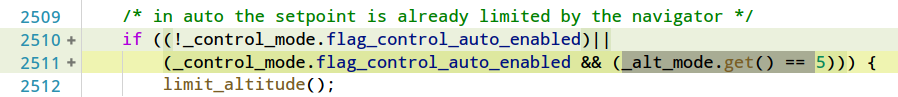 2509 /* in auto the setpoint is already limited by the navigator */
2510 + if ((!_control_mode.flag_control_auto_enabled)||
2511 + (_control_mode.flag_control_auto_enabled && (_alt_mode.get() == 5))) {
2512 limit_altitude();